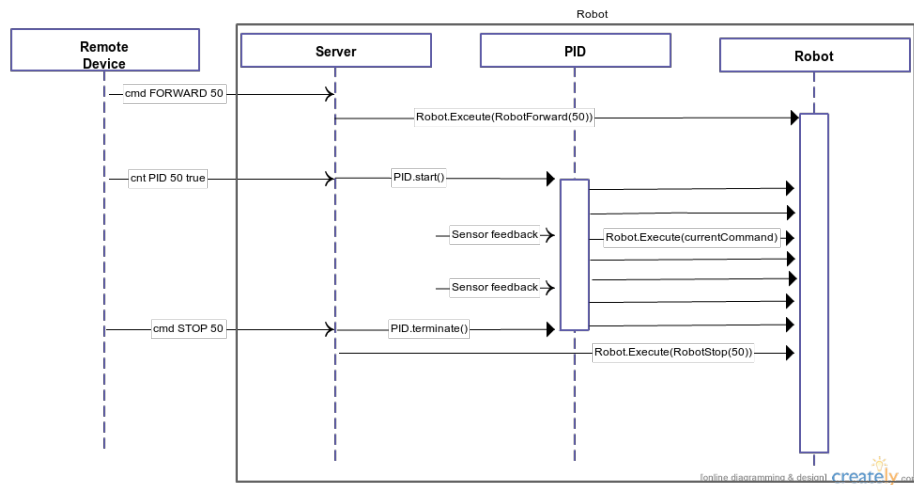 Robot
Remote
Device
Server
PID
Robot
cmd FORWARD 50
Robot.Exceute(RobotForward(50))
cnt PID 50 true
PID.start()
Sensor feedback
Robot.Execute(currentCommand)
Sensor feedback
cmd STOP 50
PID.terminate()
Robot.Execute(RobotStop(50))
[online diagramming & design] creately.com